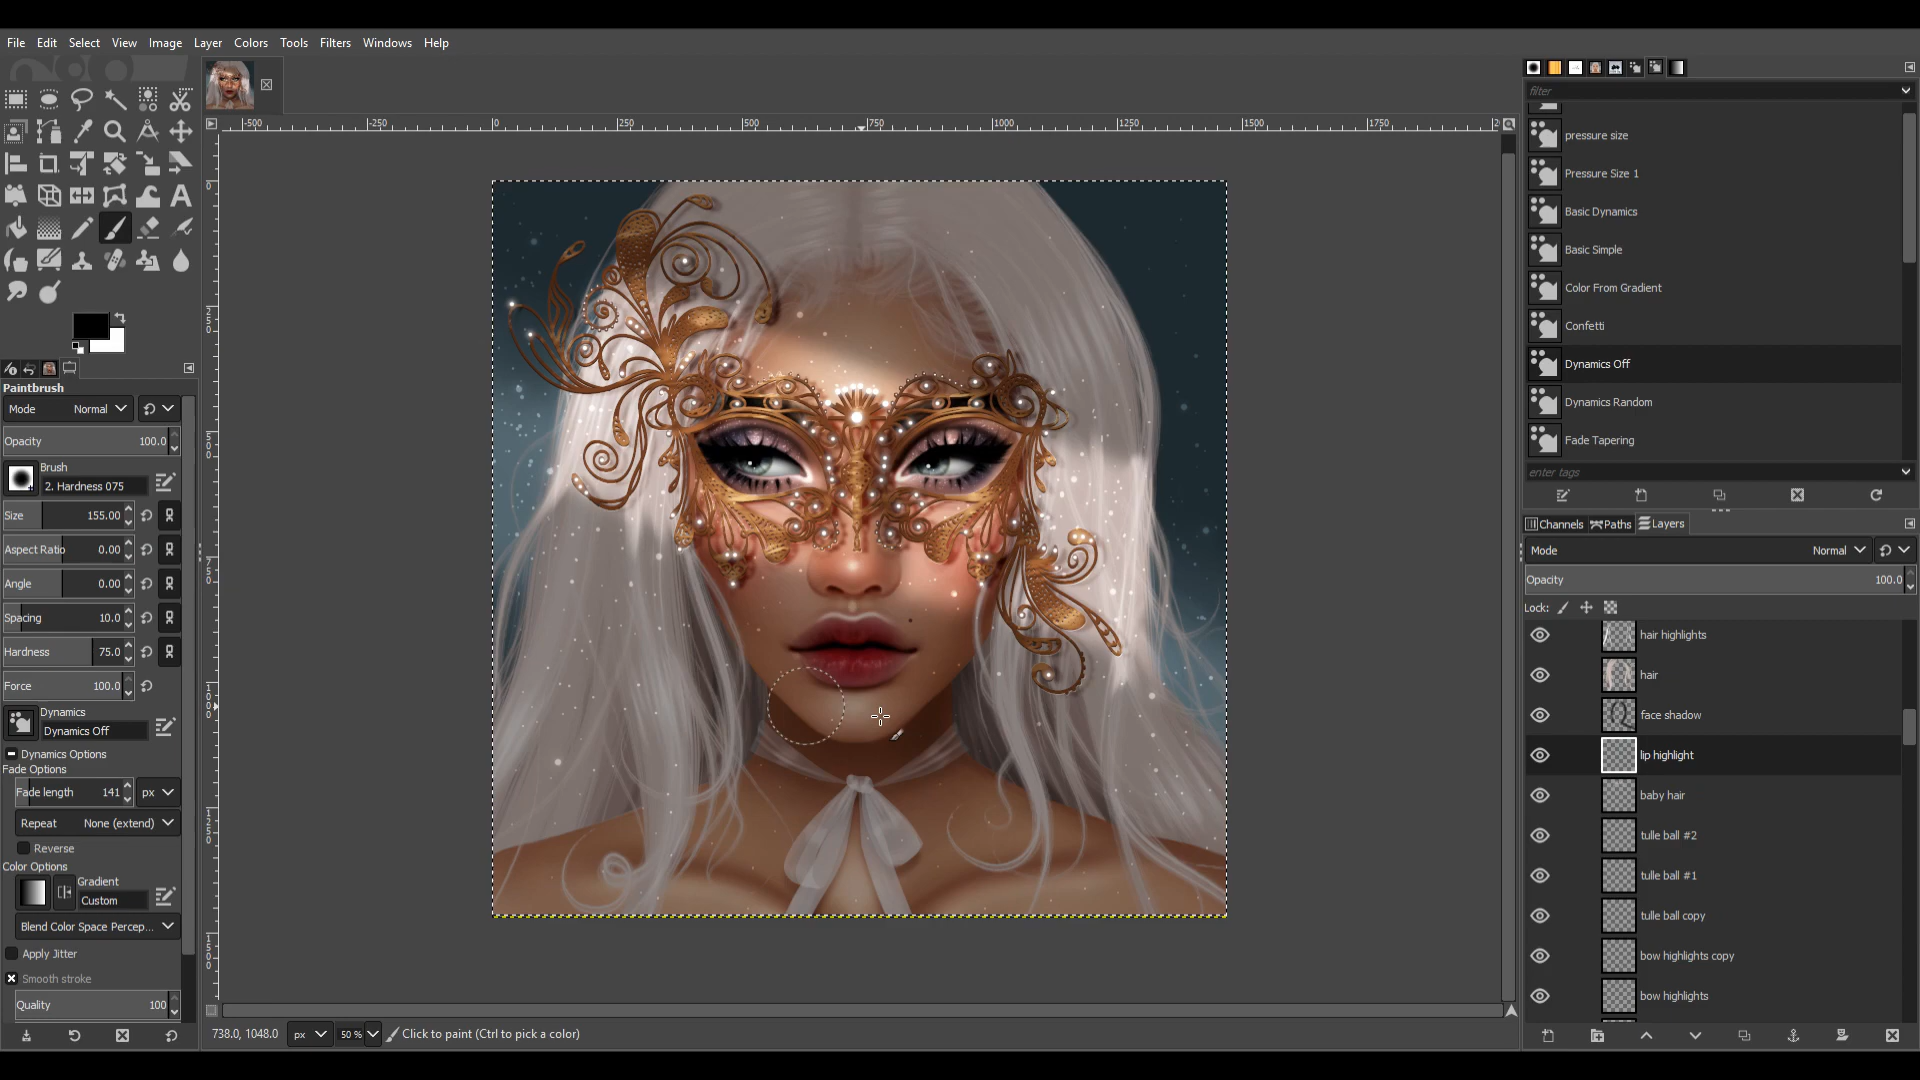 File Edit Select View Image Layer Colors Tools Filters Windows Help
-500 -250 0 250 500 750 1000 1250 1500 1750
0
250
500
750
1000
1250
1500
Paintbrush
Mode Normal
Opacity 100.0
Brush
2. Hardness 075
Size 155.00
Aspect Ratio 0.00
Angle 0.00
Spacing 10.0
Hardness 75.0
Force 100.0
Dynamics
Dynamics Off
Dynamics Options
Fade Options
Fade length 141 px
Repeat None (extend)
Reverse
Color Options
Gradient
Custom
Blend Color Space Percep...
Apply Jitter
Smooth stroke
Quality 100
738.0, 1048.0 px 50 % Click to paint (Ctrl to pick a color)
filter
pressure size
Pressure Size 1
Basic Dynamics
Basic Simple
Color From Gradient
Confetti
Dynamics Off
Dynamics Random
Fade Tapering
enter tags
Channels Paths Layers
Mode Normal
Opacity 100.0
Lock:
hair highlights
hair
face shadow
lip highlight
baby hair
tulle ball #2
tulle ball #1
tulle ball copy
bow highlights copy
bow highlights